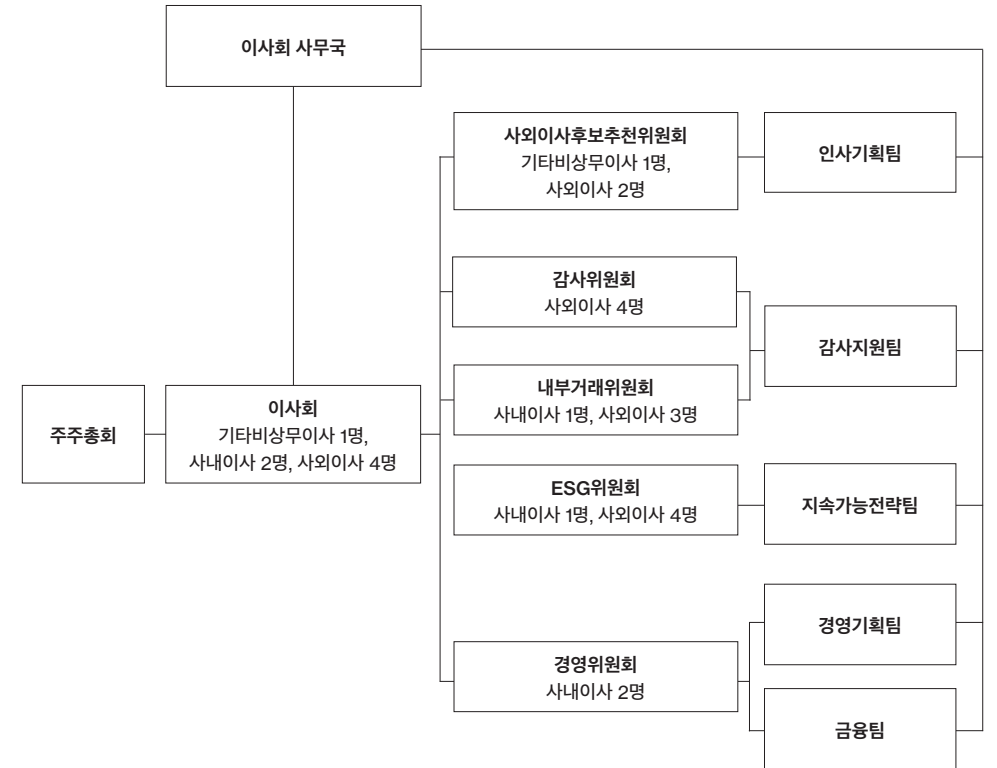 이사회 사무국
사외이사후보추천위원회
기타비상무이사 1명,
사외이사 2명
인사기획팀
감사위원회
사외이사 4명
감사지원팀
내부거래위원회
사내이사 1명, 사외이사 3명
주주총회
이사회
기타비상무이사 1명,
사내이사 2명, 사외이사 4명
ESG위원회
사내이사 1명, 사외이사 4명
지속가능전략팀
경영기획팀
경영위원회
사내이사 2명
금융팀